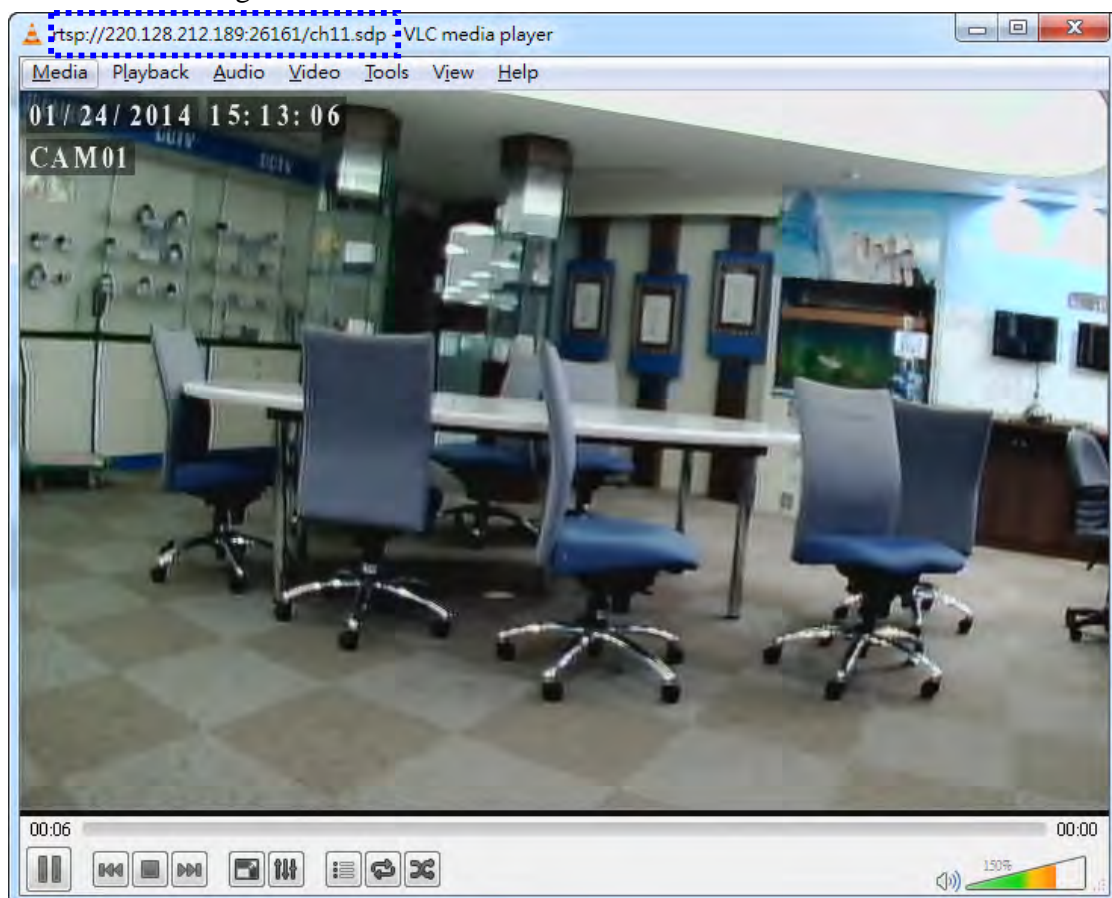 rtsp://220.128.212.189:26161/ch11.sdp - VLC media player
Media Playback Audio Video Tools View Help
01/24/2014 15:13:06
CAM01
00:06 00:00
150%